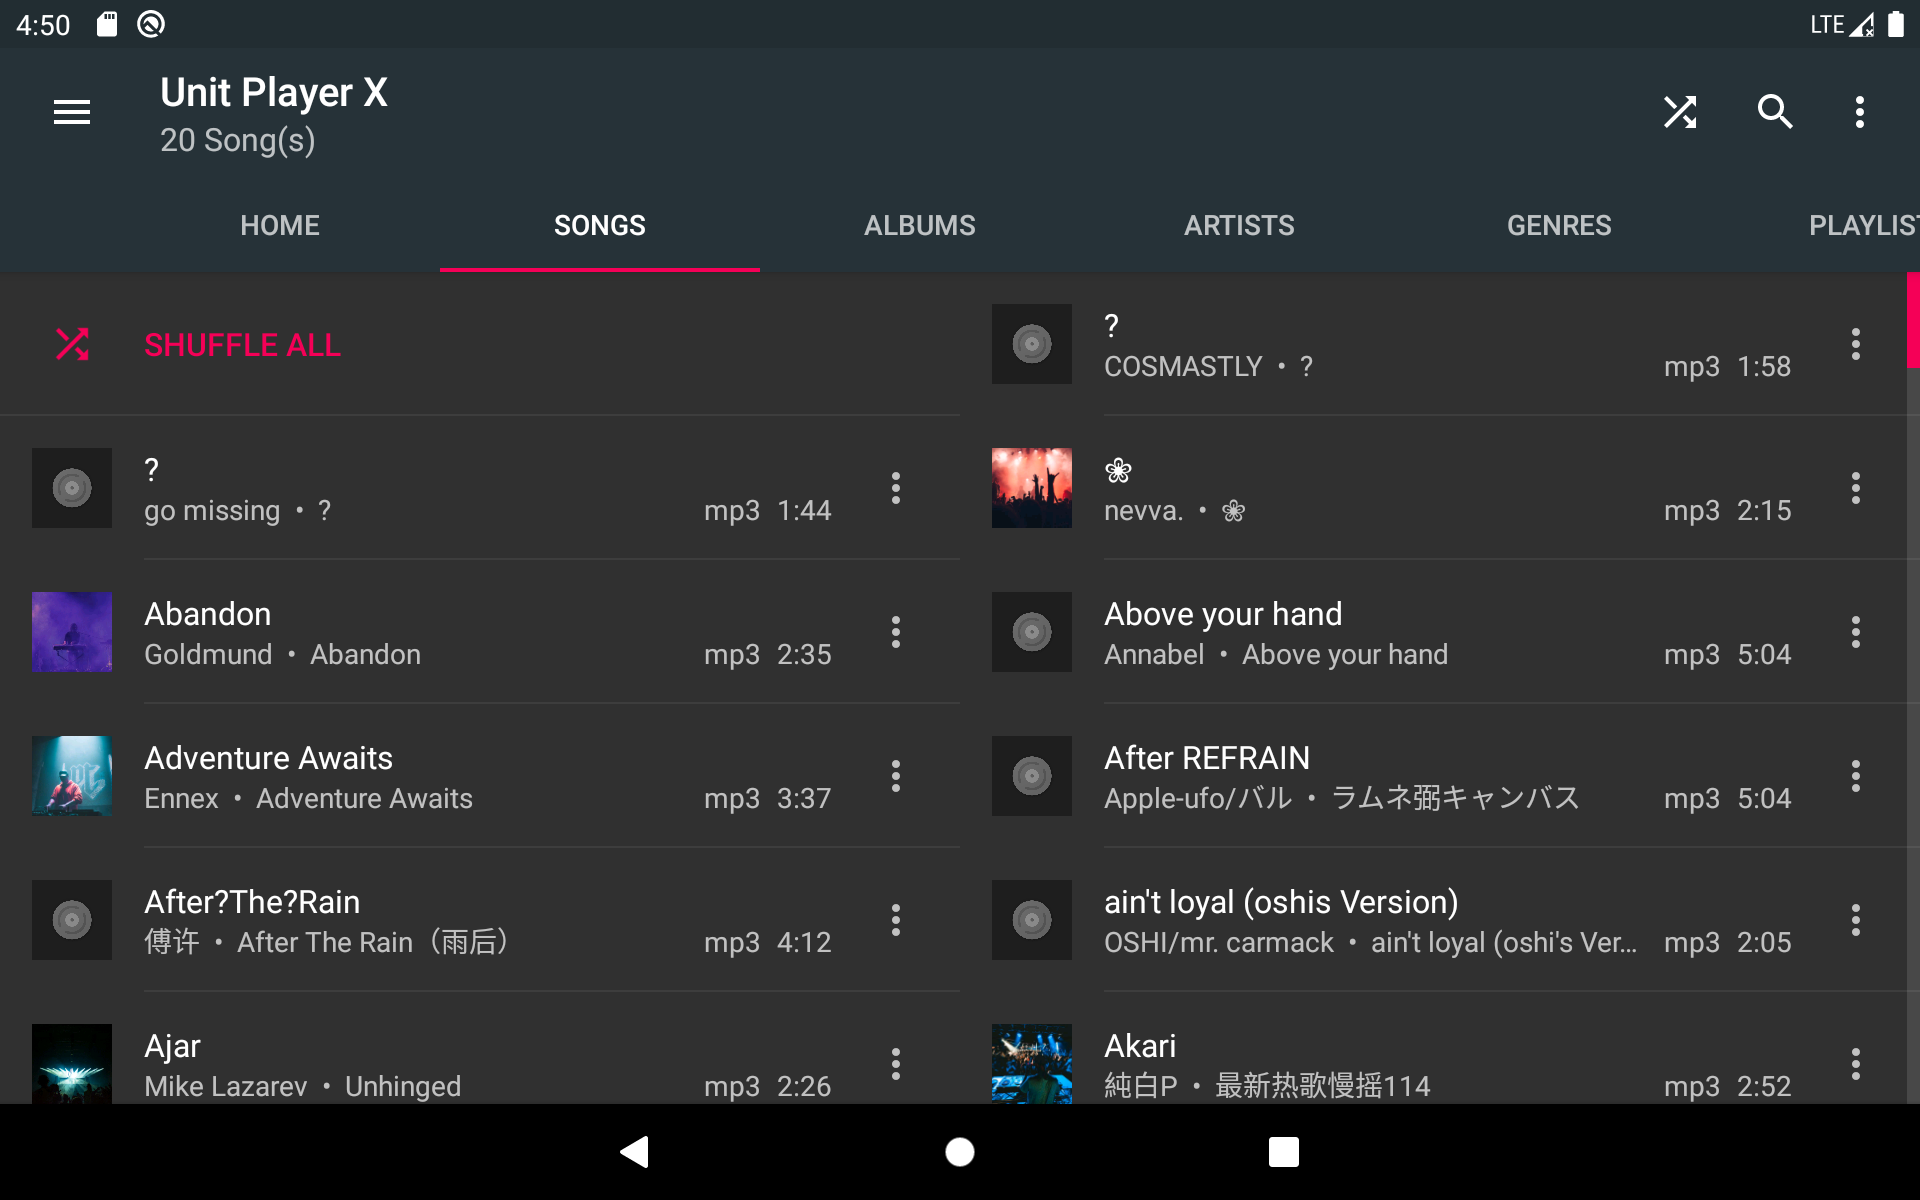 4:50
LTE
Unit Player X
20 Song(s)
HOME
SONGS
ALBUMS
ARTISTS
GENRES
PLAYLIST
SHUFFLE ALL
?
COSMASTLY • ?
mp3 1:58
?
go missing • ?
mp3 1:44
❀
nevva. • ❀
mp3 2:15
Abandon
Goldmund • Abandon
mp3 2:35
Above your hand
Annabel • Above your hand
mp3 5:04
Adventure Awaits
Ennex • Adventure Awaits
mp3 3:37
After REFRAIN
Apple-ufo/バル • ラムネ弼キャンバス
mp3 5:04
After?The?Rain
傅许 • After The Rain（雨后）
mp3 4:12
ain't loyal (oshis Version)
OSHI/mr. carmack • ain't loyal (oshi's Ver...
mp3 2:05
Ajar
Mike Lazarev • Unhinged
mp3 2:26
Akari
純白P • 最新热歌慢摇114
mp3 2:52